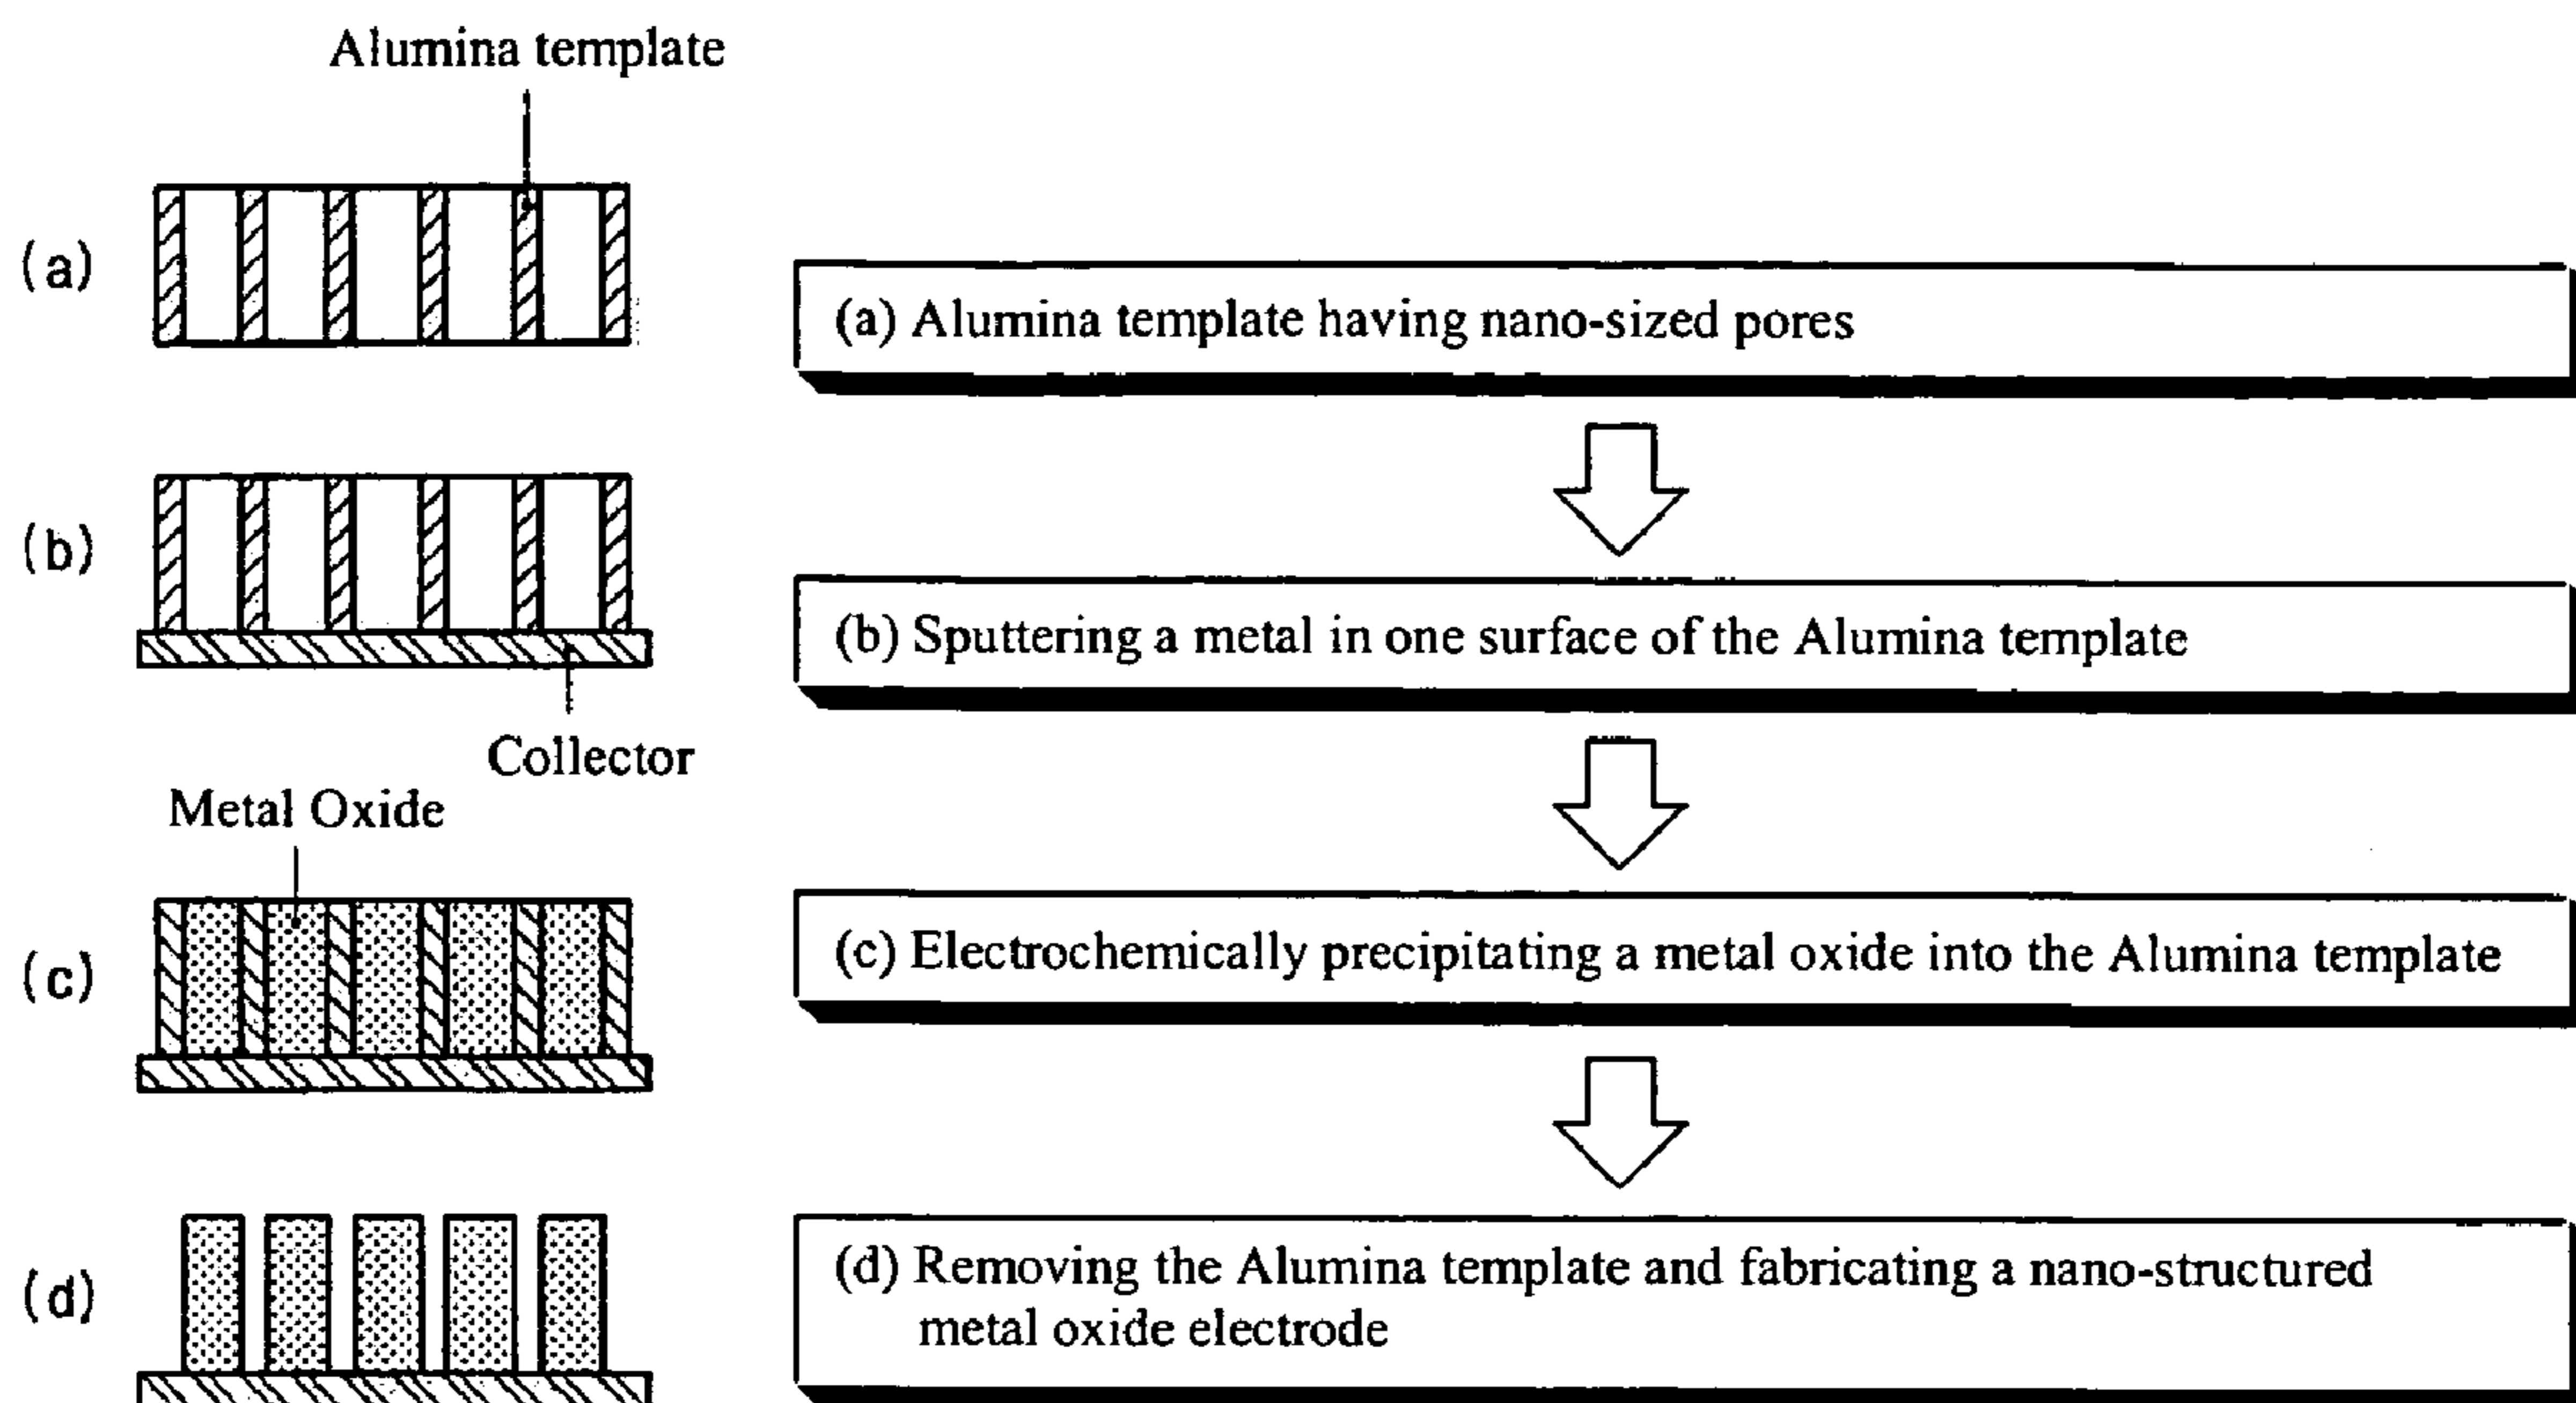 Alumina template
(a)
(a) Alumina template having nano-sized pores
(b)
(b) Sputtering a metal in one surface of the Alumina template
Collector
Metal Oxide
(c)
(c) Electrochemically precipitating a metal oxide into the Alumina template
(d)
(d) Removing the Alumina template and fabricating a nano-structured
metal oxide electrode